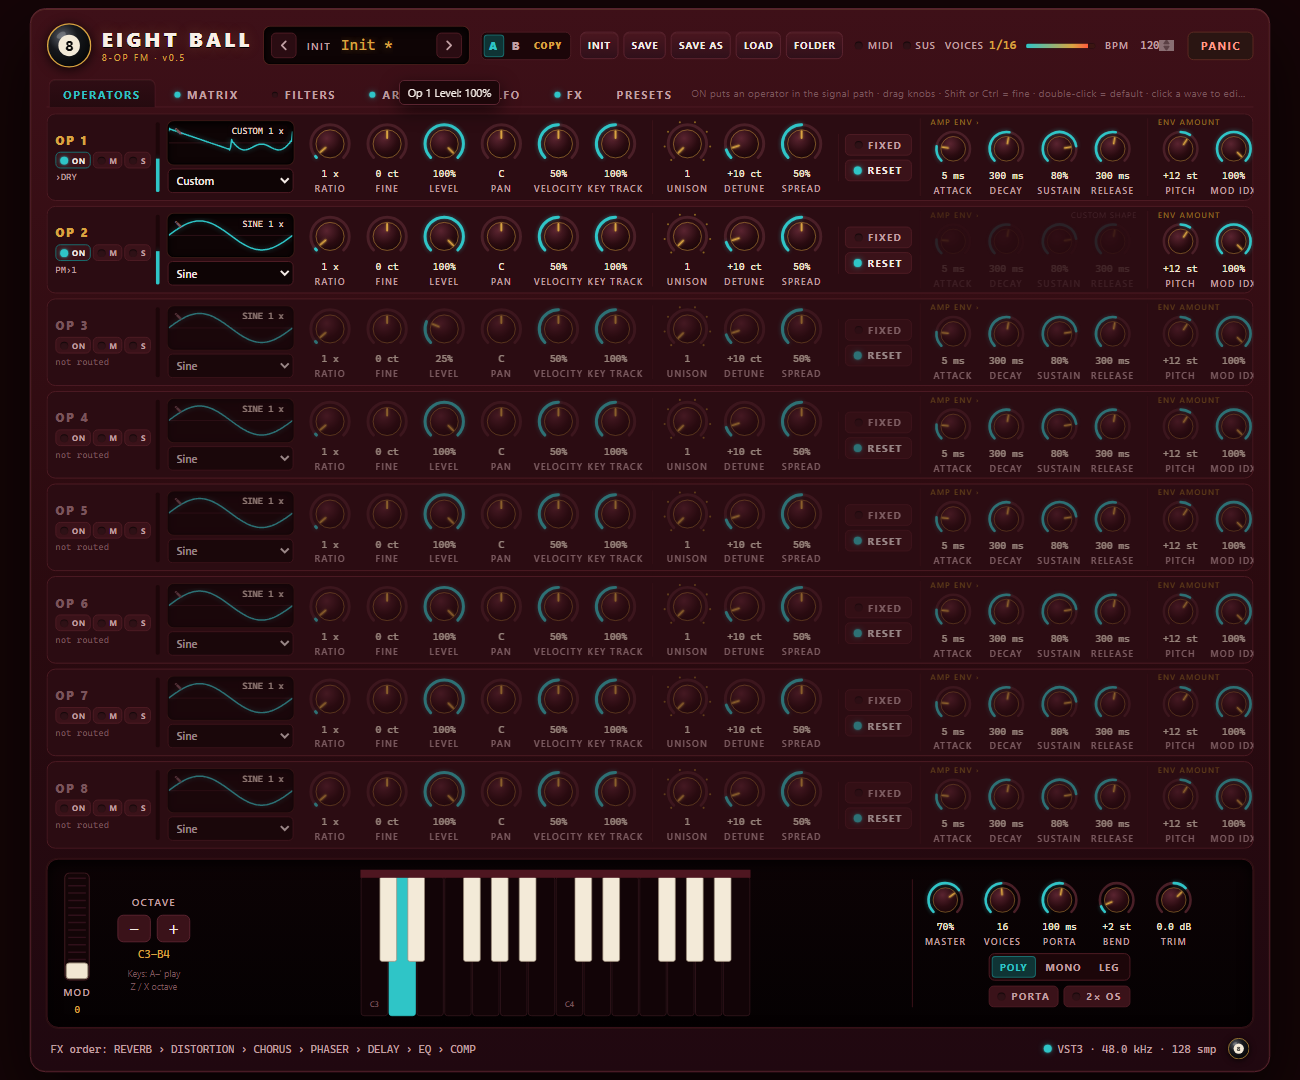 8 EIGHT BALL
8-OP FM · v0.5
INIT Init *
A B COPY
INIT SAVE SAVE AS LOAD FOLDER
MIDI SUS VOICES 1/16 BPM 120 PANIC
OPERATORS MATRIX FILTERS AR FO FX PRESETS
Op 1 Level: 100%
ON puts an operator in the signal path · drag knobs · Shift or Ctrl = fine · double-click = default · click a wave to edi...
OP 1 ON M S ›DRY
CUSTOM 1 x Custom
1 x 0 ct 100% C 50% 100% 1 +10 ct 50%
RATIO FINE LEVEL PAN VELOCITY KEY TRACK UNISON DETUNE SPREAD
FIXED RESET
AMP ENV › ENV AMOUNT
5 ms 300 ms 80% 300 ms +12 st 100%
ATTACK DECAY SUSTAIN RELEASE PITCH MOD IDX
OP 2 ON M S PM›1
SINE 1 x Sine
1 x 0 ct 100% C 50% 100% 1 +10 ct 50%
RATIO FINE LEVEL PAN VELOCITY KEY TRACK UNISON DETUNE SPREAD
FIXED RESET
AMP ENV › CUSTOM SHAPE ENV AMOUNT
5 ms 300 ms 80% 300 ms +12 st 100%
ATTACK DECAY SUSTAIN RELEASE PITCH MOD IDX
OP 3 ON M S not routed
SINE 1 x Sine
1 x 0 ct 25% C 50% 100% 1 +10 ct 50%
RATIO FINE LEVEL PAN VELOCITY KEY TRACK UNISON DETUNE SPREAD
FIXED RESET
AMP ENV › ENV AMOUNT
5 ms 300 ms 80% 300 ms +12 st 100%
ATTACK DECAY SUSTAIN RELEASE PITCH MOD IDX
OP 4 ON M S not routed
SINE 1 x Sine
1 x 0 ct 100% C 50% 100% 1 +10 ct 50%
RATIO FINE LEVEL PAN VELOCITY KEY TRACK UNISON DETUNE SPREAD
FIXED RESET
AMP ENV › ENV AMOUNT
5 ms 300 ms 80% 300 ms +12 st 100%
ATTACK DECAY SUSTAIN RELEASE PITCH MOD IDX
OP 5 ON M S not routed
SINE 1 x Sine
1 x 0 ct 100% C 50% 100% 1 +10 ct 50%
RATIO FINE LEVEL PAN VELOCITY KEY TRACK UNISON DETUNE SPREAD
FIXED RESET
AMP ENV › ENV AMOUNT
5 ms 300 ms 80% 300 ms +12 st 100%
ATTACK DECAY SUSTAIN RELEASE PITCH MOD IDX
OP 6 ON M S not routed
SINE 1 x Sine
1 x 0 ct 100% C 50% 100% 1 +10 ct 50%
RATIO FINE LEVEL PAN VELOCITY KEY TRACK UNISON DETUNE SPREAD
FIXED RESET
AMP ENV › ENV AMOUNT
5 ms 300 ms 80% 300 ms +12 st 100%
ATTACK DECAY SUSTAIN RELEASE PITCH MOD IDX
OP 7 ON M S not routed
SINE 1 x Sine
1 x 0 ct 100% C 50% 100% 1 +10 ct 50%
RATIO FINE LEVEL PAN VELOCITY KEY TRACK UNISON DETUNE SPREAD
FIXED RESET
AMP ENV › ENV AMOUNT
5 ms 300 ms 80% 300 ms +12 st 100%
ATTACK DECAY SUSTAIN RELEASE PITCH MOD IDX
OP 8 ON M S not routed
SINE 1 x Sine
1 x 0 ct 100% C 50% 100% 1 +10 ct 50%
RATIO FINE LEVEL PAN VELOCITY KEY TRACK UNISON DETUNE SPREAD
FIXED RESET
AMP ENV › ENV AMOUNT
5 ms 300 ms 80% 300 ms +12 st 100%
ATTACK DECAY SUSTAIN RELEASE PITCH MOD IDX
MOD
0
OCTAVE
− +
C3–B4
Keys: A–' play
Z / X octave
C3 C4
70% 16 100 ms +2 st 0.0 dB
MASTER VOICES PORTA BEND TRIM
POLY MONO LEG
PORTA 2× OS
FX order: REVERB › DISTORTION › CHORUS › PHASER › DELAY › EQ › COMP
VST3 · 48.0 kHz · 128 smp 8